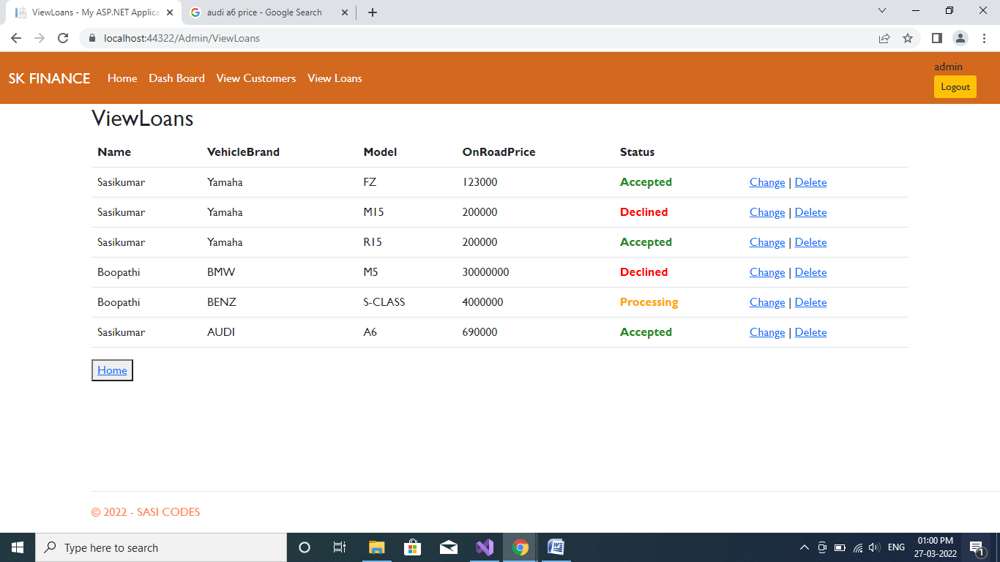 ViewLoans - My ASP.NET Applica
audi a6 price - Google Search
localhost:44322/Admin/ViewLoans
SK FINANCE Home Dash Board View Customers View Loans
admin
Logout
ViewLoans
Name VehicleBrand Model OnRoadPrice Status
Sasikumar Yamaha FZ 123000 Accepted Change | Delete
Sasikumar Yamaha M15 200000 Declined Change | Delete
Sasikumar Yamaha R15 200000 Accepted Change | Delete
Boopathi BMW M5 30000000 Declined Change | Delete
Boopathi BENZ S-CLASS 4000000 Processing Change | Delete
Sasikumar AUDI A6 690000 Accepted Change | Delete
Home
© 2022 - SASI CODES
Type here to search
ENG
01:00 PM
27-03-2022
1